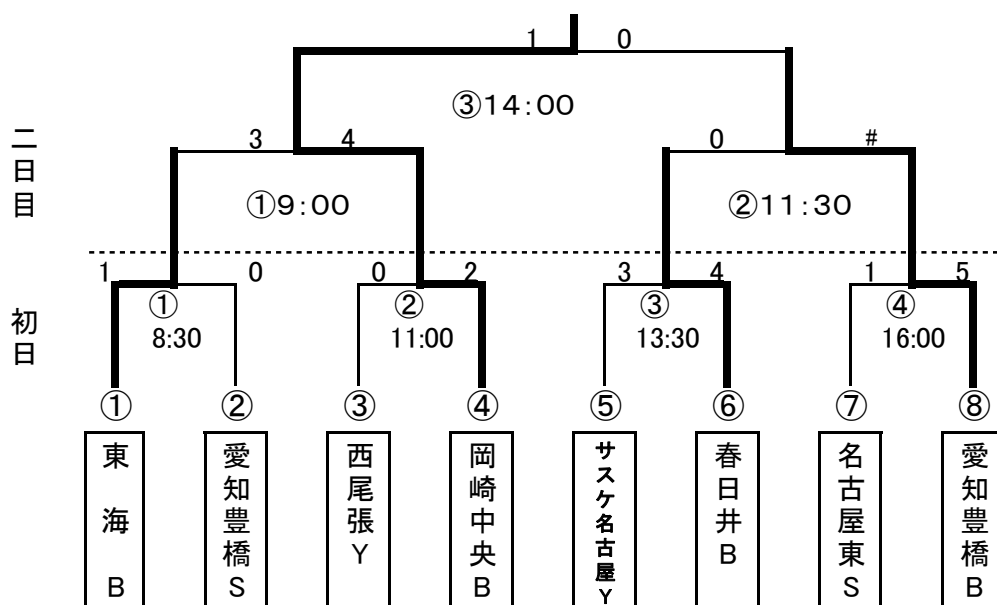 1 0
③14:00
二日目
3 4 0 #
①9:00 ②11:30
1 0 0 2 3 4 1 5
初日
① ② ③ ④
8:30 11:00 13:30 16:00
① ② ③ ④ ⑤ ⑥ ⑦ ⑧
東海B
愛知豊橋S
西尾張Y
岡崎中央B
サスケ名古屋Y
春日井B
名古屋東S
愛知豊橋B